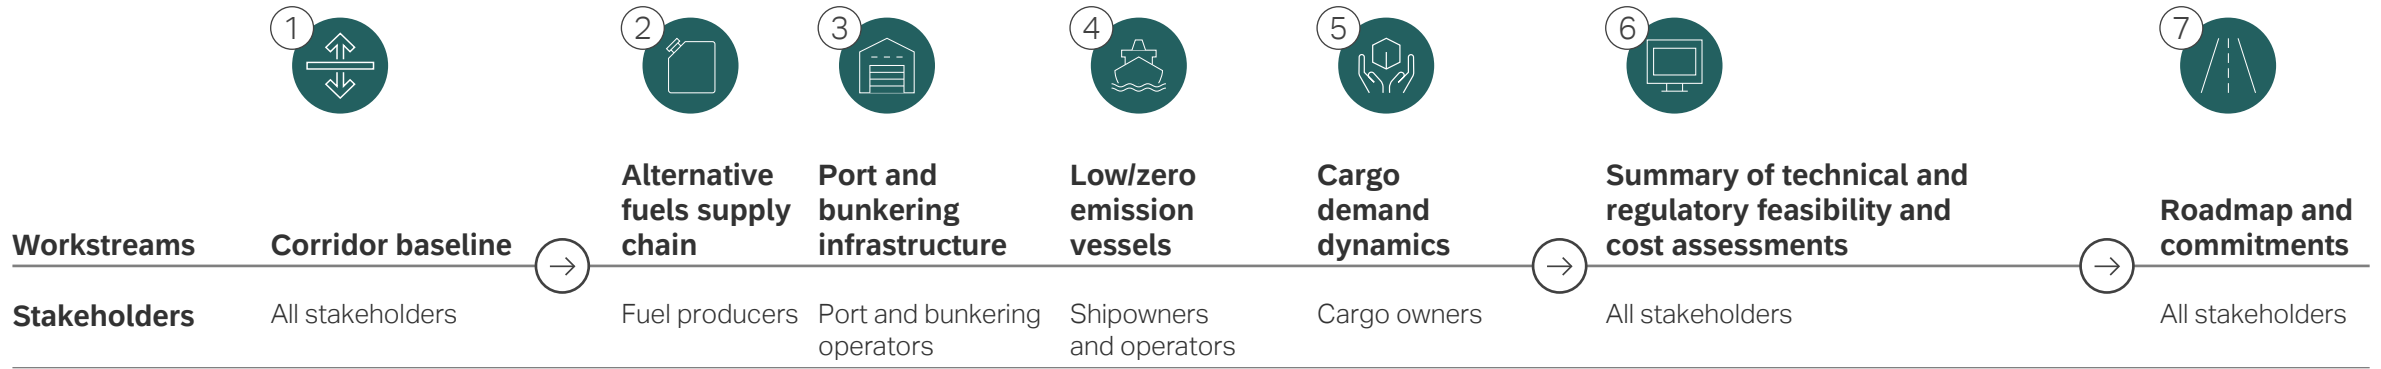 1
2
3
4
5
6
7
Workstreams
Corridor baseline
Alternative
fuels supply
chain
Port and
bunkering
infrastructure
Low/zero
emission
vessels
Cargo
demand
dynamics
Summary of technical and
regulatory feasibility and
cost assessments
Roadmap and
commitments
Stakeholders
All stakeholders
Fuel producers
Port and bunkering
operators
Shipowners
and operators
Cargo owners
All stakeholders
All stakeholders